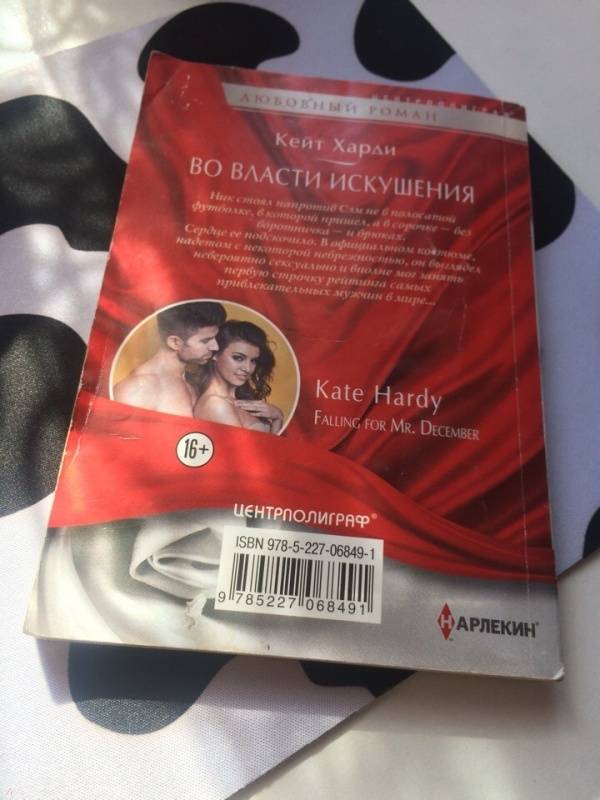 ЦЕНТРПОЛИГРАФ
ЛЮБОВНЫЙ РОМАН
Кейт Харди
ВО ВЛАСТИ ИСКУШЕНИЯ
Ник стоял напротив Сэм не в полосатой
футболке, в которой пришел, а в сорочке — без
воротничка — и брюках.
Сердце ее подскочило. В официальном костюме,
надетом с некоторой небрежностью, он выглядел
невероятно сексуально и вполне мог занять
первую строчку рейтинга самых
привлекательных мужчин в мире...
Kate Hardy
FALLING FOR MR. DECEMBER
16+
ЦЕНТРПОЛИГРАФ®
ISBN 978-5-227-06849-1
9 785227 068491
АРЛЕКИН®